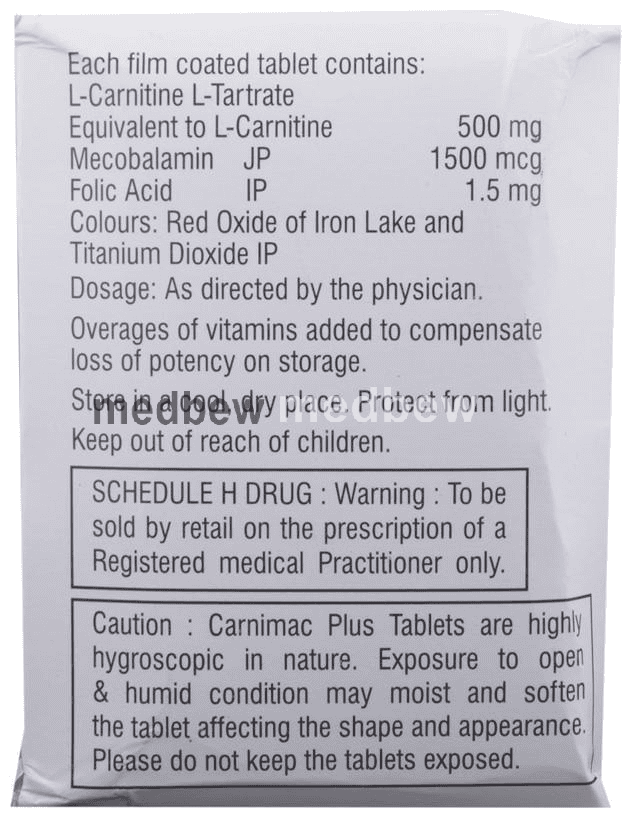 Each film coated tablet contains:
L-Carnitine L-Tartrate
Equivalent to L-Carnitine 500 mg
Mecobalamin JP 1500 mcg
Folic Acid IP 1.5 mg
Colours: Red Oxide of Iron Lake and
Titanium Dioxide IP
Dosage: As directed by the physician.
Overages of vitamins added to compensate
loss of potency on storage.
Store in a cool, dry place. Protect from light.
medbew medbew
Keep out of reach of children.
SCHEDULE H DRUG : Warning : To be
sold by retail on the prescription of a
Registered medical Practitioner only.
Caution : Carnimac Plus Tablets are highly
hygroscopic in nature. Exposure to open
& humid condition may moist and soften
the tablet affecting the shape and appearance.
Please do not keep the tablets exposed.